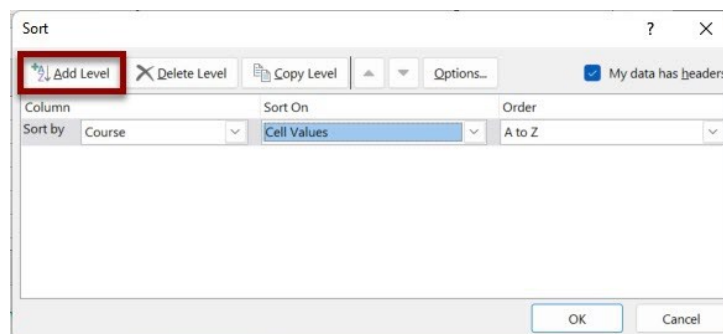 Sort ? X
Add Level Delete Level Copy Level Options... My data has headers
Column Sort On Order
Sort by Course Cell Values A to Z
OK Cancel